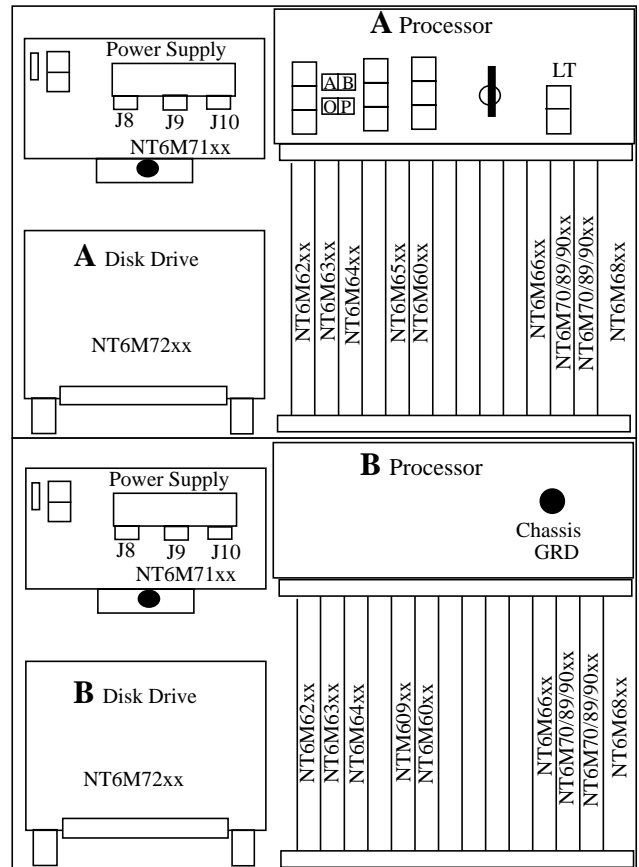 A Processor
Power Supply
J8 J9 J10
NT6M71xx
A B
O P
LT
A Disk Drive
NT6M72xx
NT6M62xx
NT6M63xx
NT6M64xx
NT6M65xx
NT6M60xx
NT6M66xx
NT6M70/89/90xx
NT6M70/89/90xx
NT6M68xx
B Processor
Power Supply
J8 J9 J10
NT6M71xx
Chassis
GRD
B Disk Drive
NT6M72xx
NT6M62xx
NT6M63xx
NT6M64xx
NTM609xx
NT6M60xx
NT6M66xx
NT6M70/89/90xx
NT6M70/89/90xx
NT6M68xx